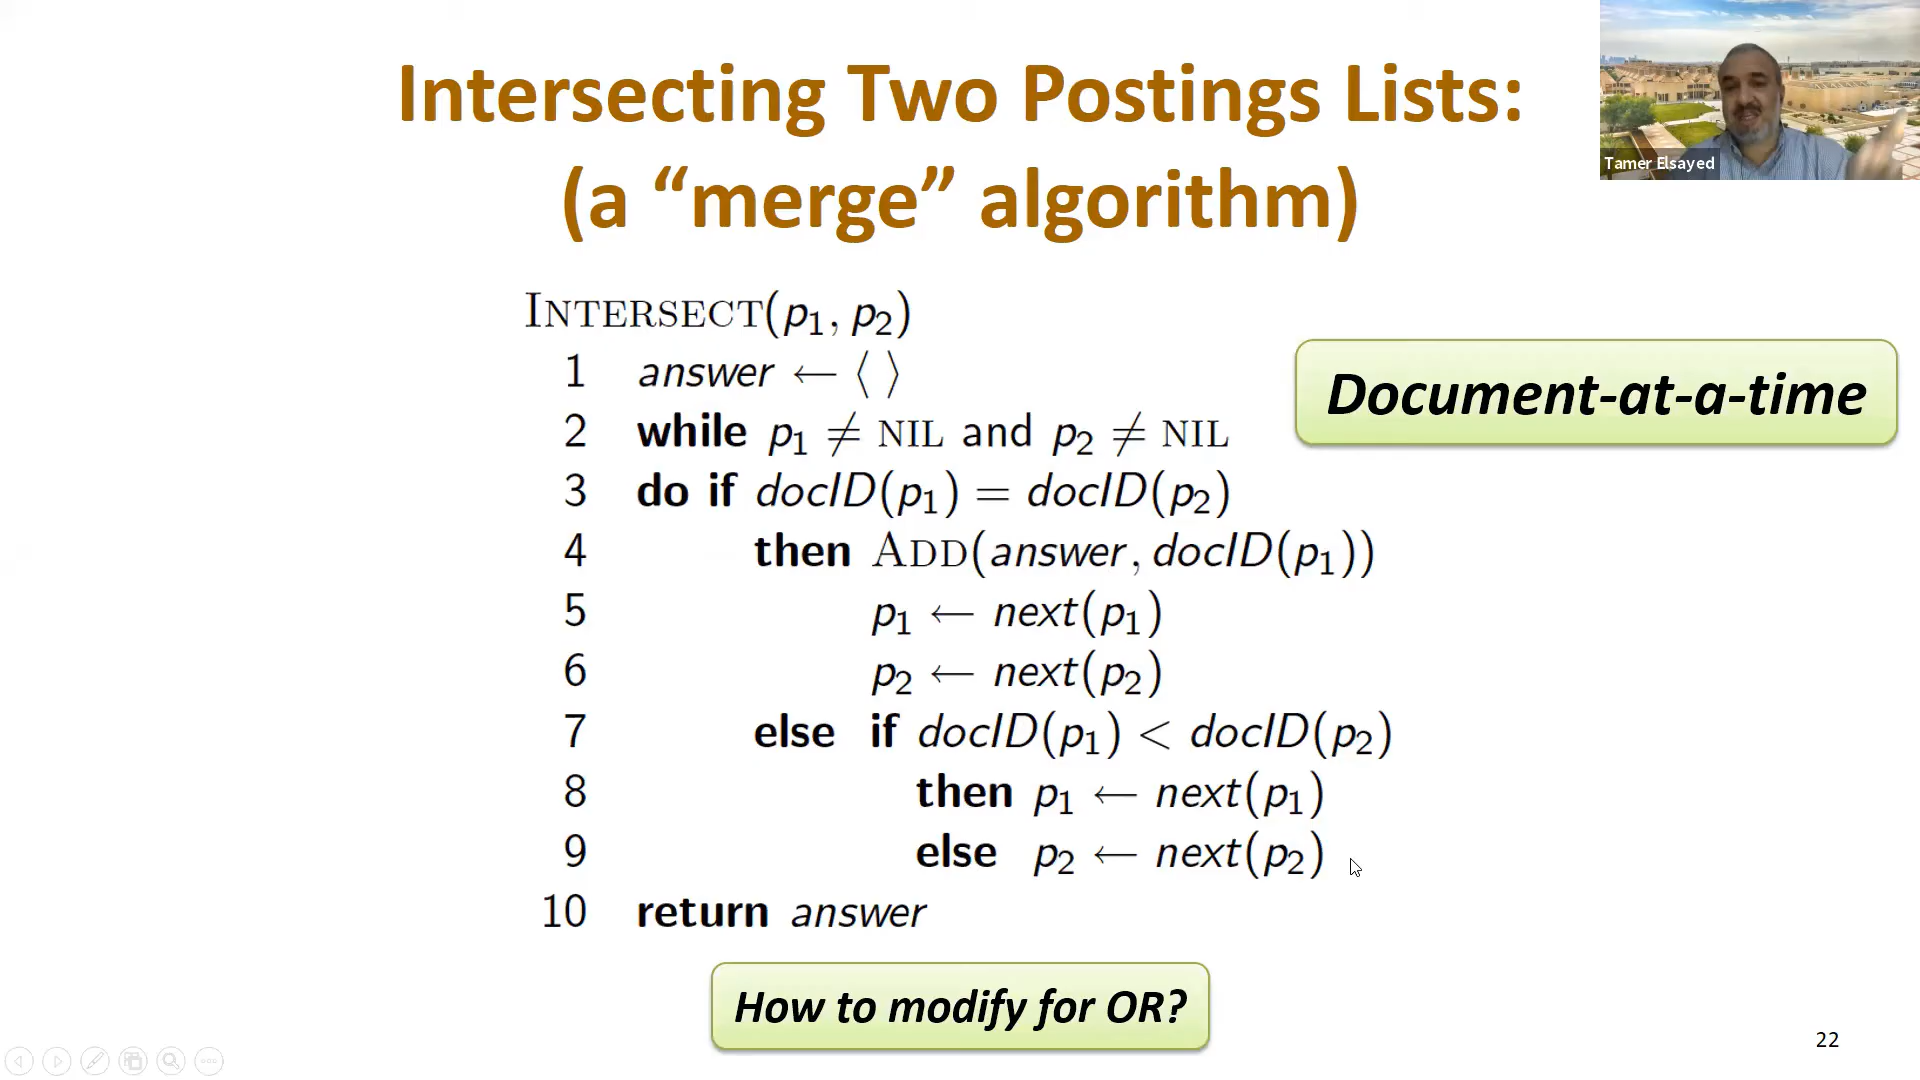 Intersecting Two Postings Lists:
(a “merge” algorithm)
Tamer Elsayed
INTERSECT(p₁, p₂)
1 answer ← ⟨ ⟩
2 while p₁ ≠ NIL and p₂ ≠ NIL
3 do if docID(p₁) = docID(p₂)
4 then ADD(answer, docID(p₁))
5 p₁ ← next(p₁)
6 p₂ ← next(p₂)
7 else if docID(p₁) < docID(p₂)
8 then p₁ ← next(p₁)
9 else p₂ ← next(p₂)
10 return answer
Document-at-a-time
How to modify for OR?
22